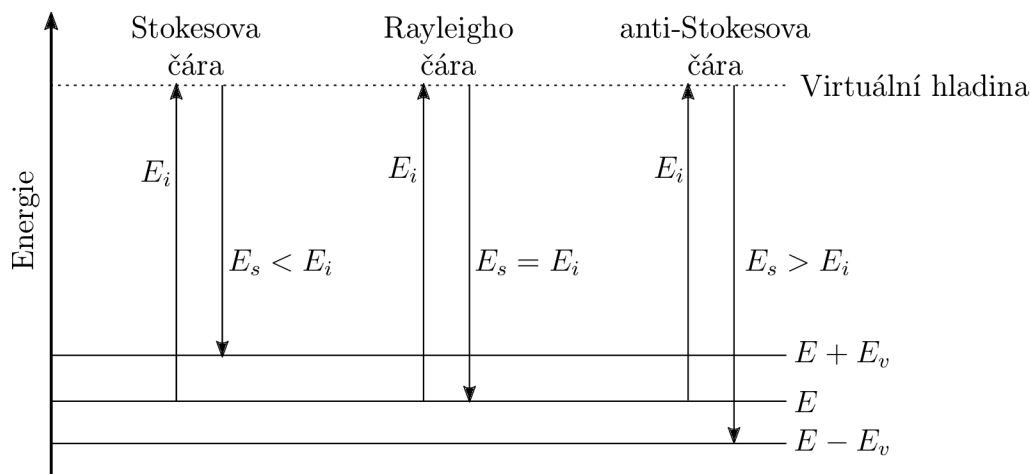 Stokesova
čára
Rayleigho
čára
anti-Stokesova
čára
Virtuální hladina
Energie
E_i
E_i
E_i
E_s < E_i
E_s = E_i
E_s > E_i
E + E_v
E
E − E_v